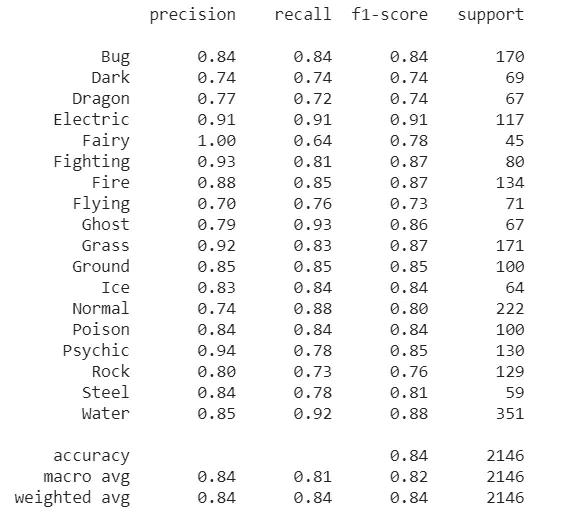 precision recall f1-score support
Bug 0.84 0.84 0.84 170
Dark 0.74 0.74 0.74 69
Dragon 0.77 0.72 0.74 67
Electric 0.91 0.91 0.91 117
Fairy 1.00 0.64 0.78 45
Fighting 0.93 0.81 0.87 80
Fire 0.88 0.85 0.87 134
Flying 0.70 0.76 0.73 71
Ghost 0.79 0.93 0.86 67
Grass 0.92 0.83 0.87 171
Ground 0.85 0.85 0.85 100
Ice 0.83 0.84 0.84 64
Normal 0.74 0.88 0.80 222
Poison 0.84 0.84 0.84 100
Psychic 0.94 0.78 0.85 130
Rock 0.80 0.73 0.76 129
Steel 0.84 0.78 0.81 59
Water 0.85 0.92 0.88 351
accuracy 0.84 2146
macro avg 0.84 0.81 0.82 2146
weighted avg 0.84 0.84 0.84 2146